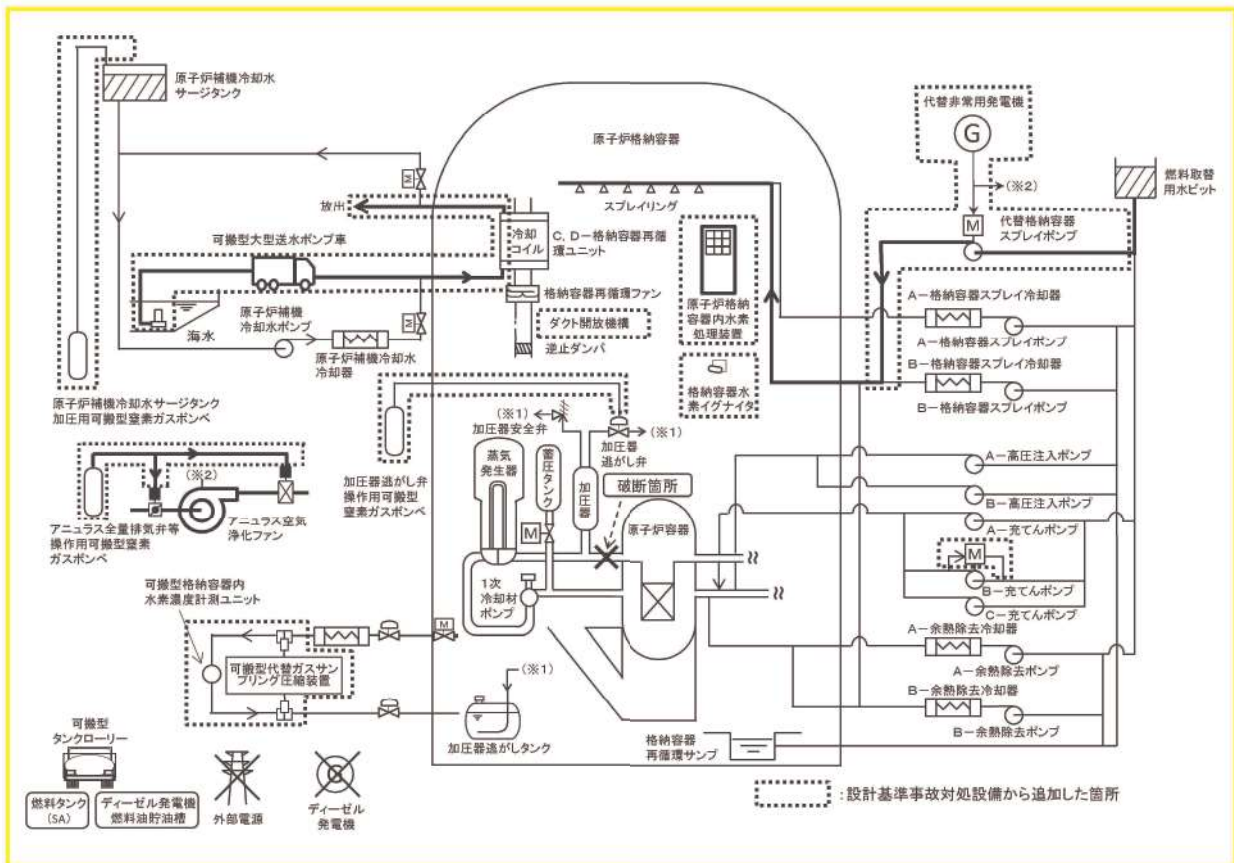 原子炉補機冷却水
サージタンク
原子炉格納容器
代替非常用発電機
G
(※2)
燃料取替
用水ピット
M
代替格納容器
スプレイポンプ
スプレイリング
M
放出
冷却
コイル
C, D-格納容器再循
環ユニット
可搬型大型送水ポンプ車
格納容器再循環ファン
ダクト開放機構
逆止ダンパ
原子炉格納
容器内水素
処理装置
A-格納容器スプレイ冷却器
A-格納容器スプレイポンプ
海水
原子炉補機
冷却水ポンプ
M
原子炉補機冷却水
冷却器
格納容器水
素イグナイタ
B-格納容器スプレイ冷却器
B-格納容器スプレイポンプ
原子炉補機冷却水サージタンク
加圧用可搬型窒素ガスボンベ
(※1)
加圧器安全弁
(※1)
加圧器
逃がし弁
加圧器逃がし弁
操作用可搬型
窒素ガスボンベ
蒸気
発生器
蓄圧タンク
加圧器
破断箇所
原子炉容器
M
1次
冷却材
ポンプ
A-高圧注入ポンプ
B-高圧注入ポンプ
A-充てんポンプ
M
B-充てんポンプ
C-充てんポンプ
(※2)
アニュラス空気
浄化ファン
アニュラス全量排気弁等
操作用可搬型窒素
ガスボンベ
可搬型格納容器内
水素濃度計測ユニット
M
可搬型代替ガスサン
プリング圧縮装置
(※1)
加圧器逃がしタンク
A-余熱除去冷却器
A-余熱除去ポンプ
B-余熱除去冷却器
B-余熱除去ポンプ
格納容器
再循環サンプ
可搬型
タンクローリー
燃料タンク
(SA)
ディーゼル発電機
燃料油貯油槽
外部電源
ディーゼル
発電機
:設計基準事故対処設備から追加した箇所